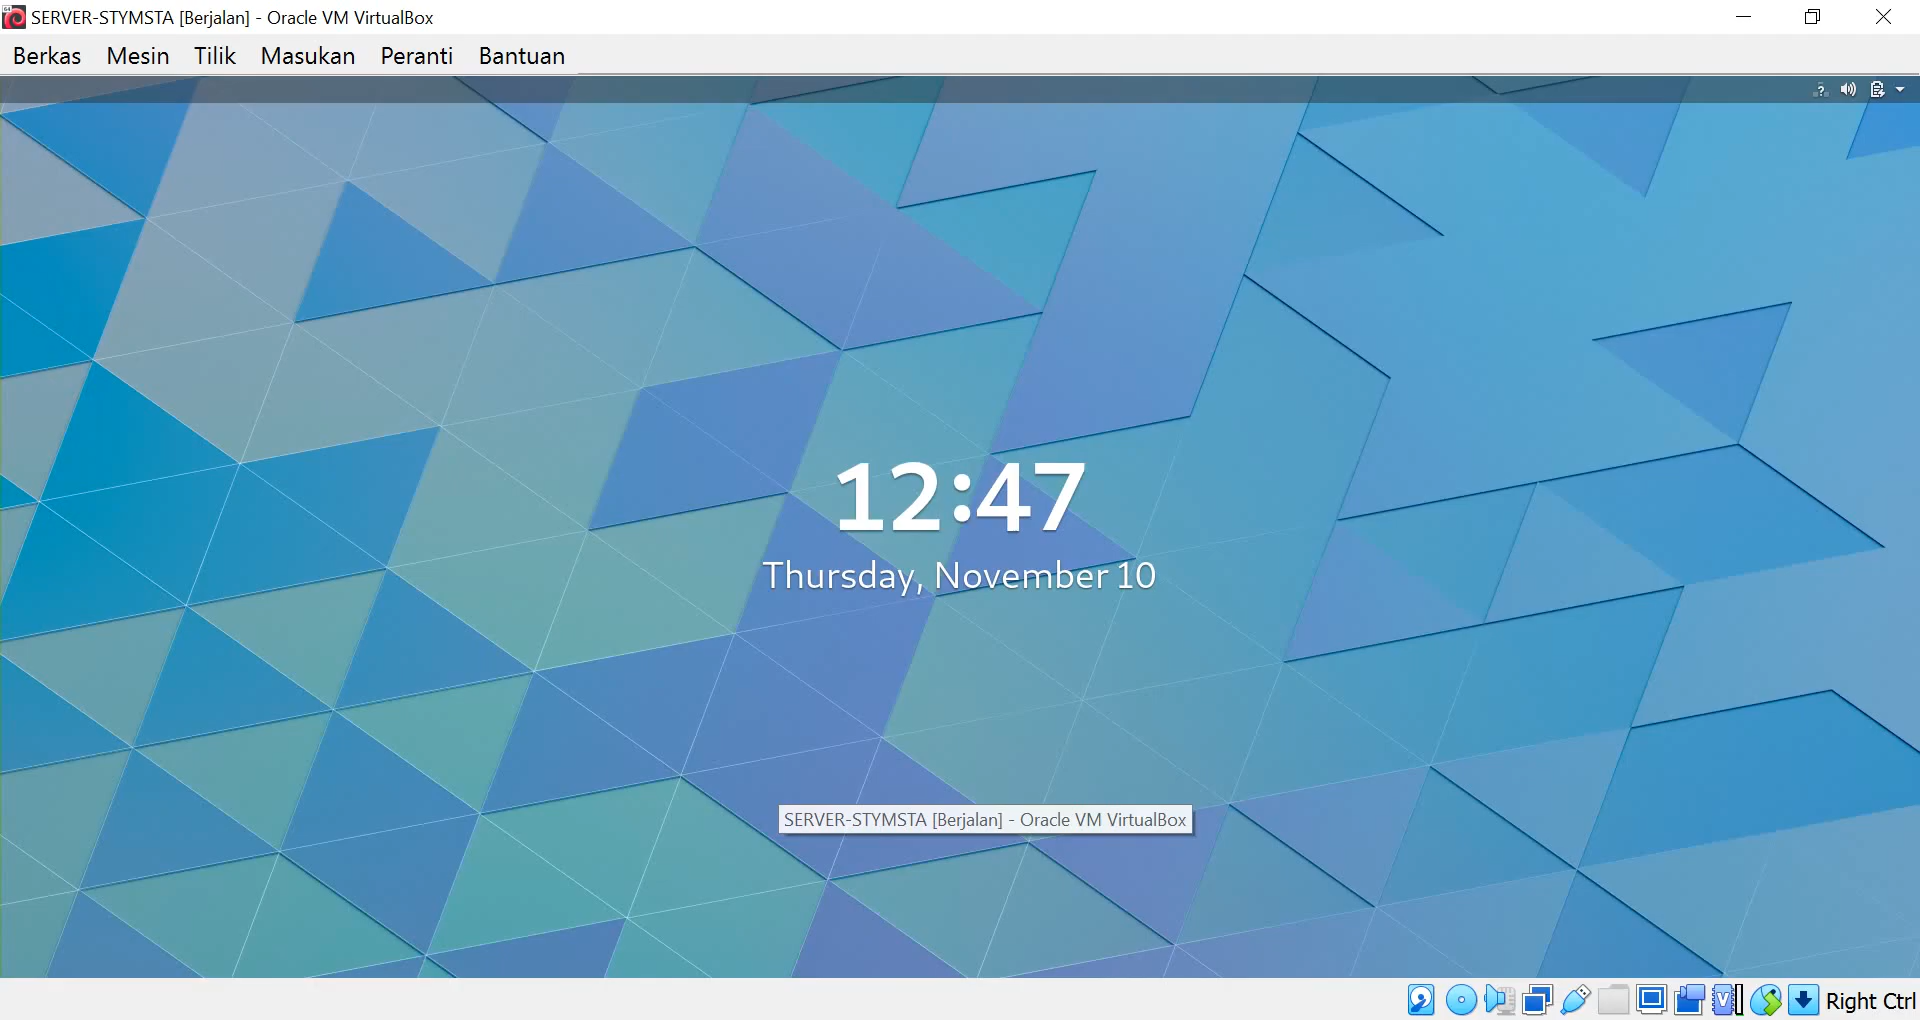 SERVER-STYMSTA [Berjalan] - Oracle VM VirtualBox
Berkas Mesin Tilik Masukan Peranti Bantuan
12:47
Thursday, November 10
SERVER-STYMSTA [Berjalan] - Oracle VM VirtualBox
Right Ctrl